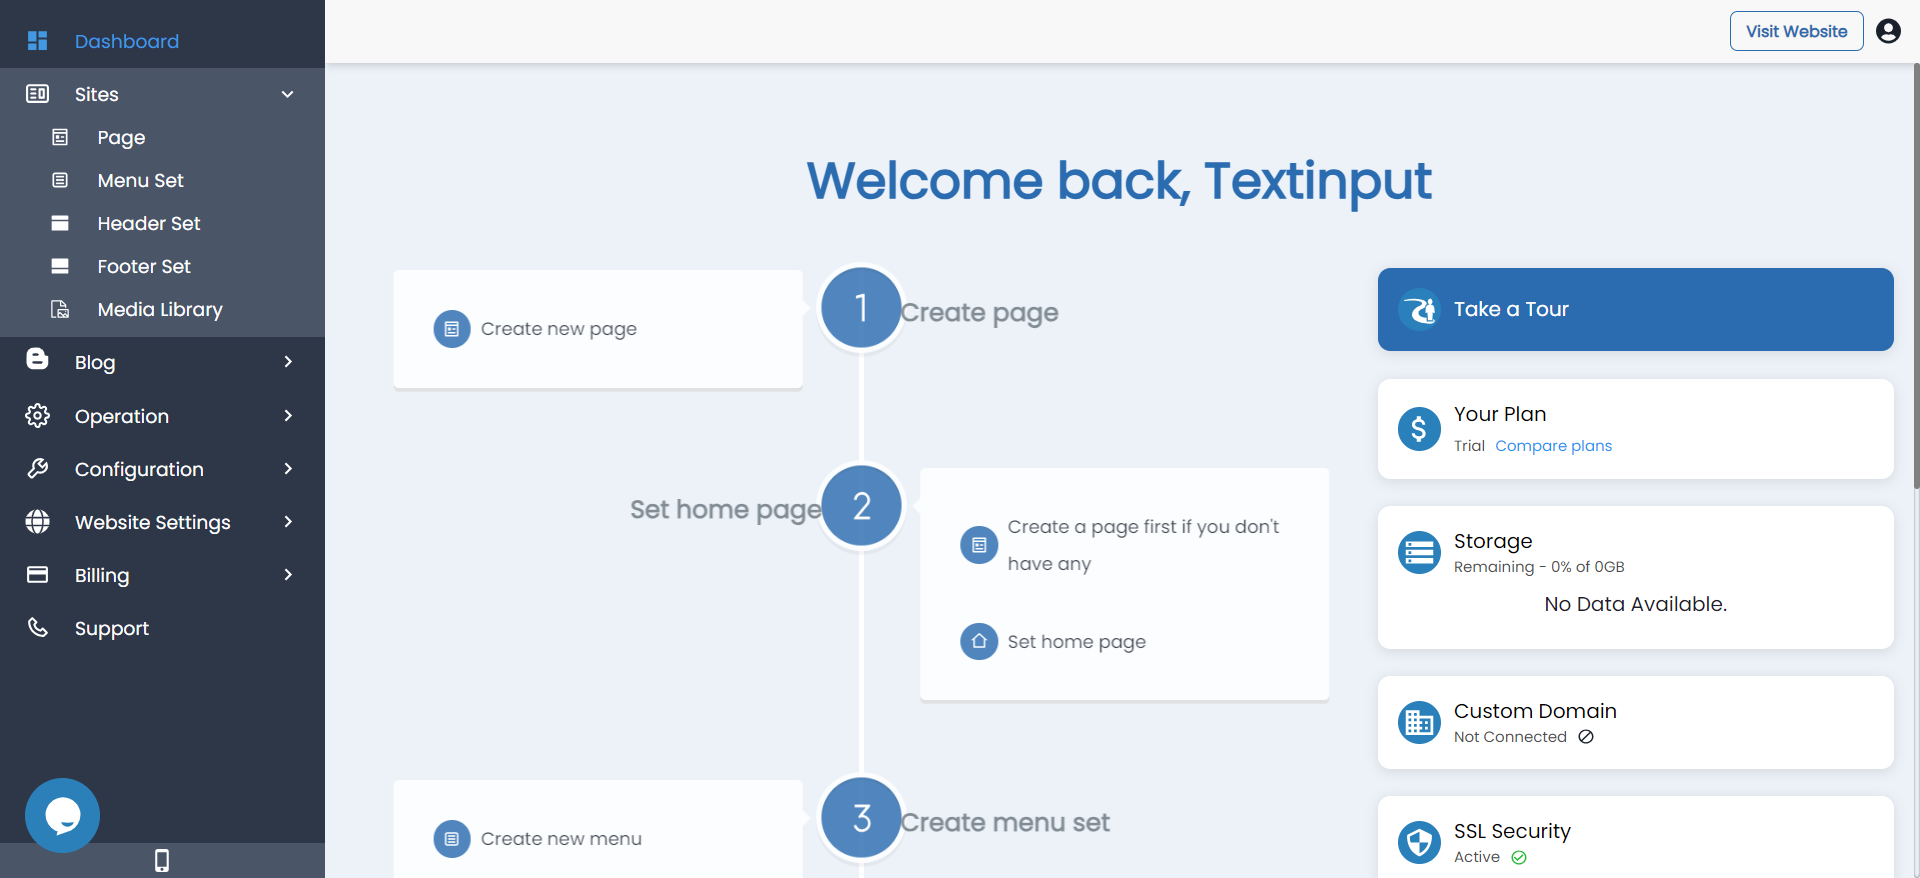 Dashboard
Sites
Page
Menu Set
Header Set
Footer Set
Media Library
Blog
Operation
Configuration
Website Settings
Billing
Support
Visit Website
Welcome back, Textinput
Create new page
1
Create page
Set home page
2
Create a page first if you don't
have any
Set home page
Create new menu
3
Create menu set
Take a Tour
Your Plan
Trial Compare plans
Storage
Remaining - 0% of 0GB
No Data Available.
Custom Domain
Not Connected
SSL Security
Active